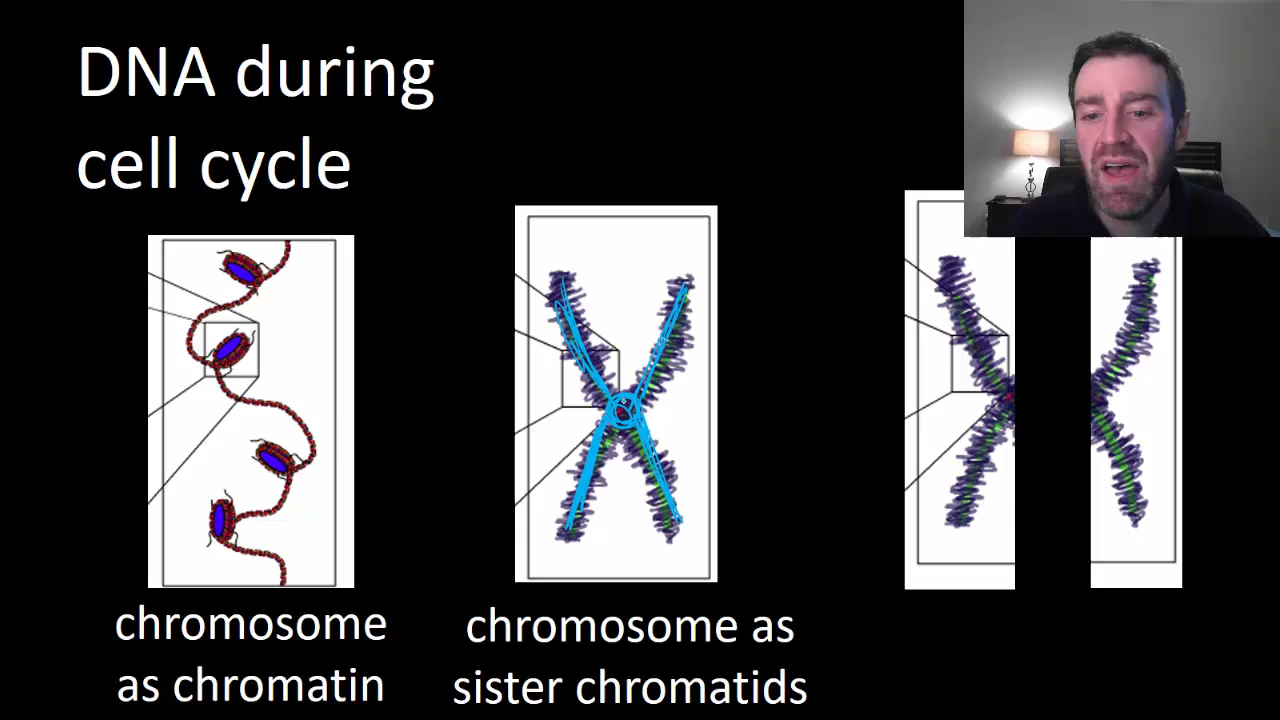 DNA during
cell cycle
chromosome
as chromatin
chromosome as
sister chromatids